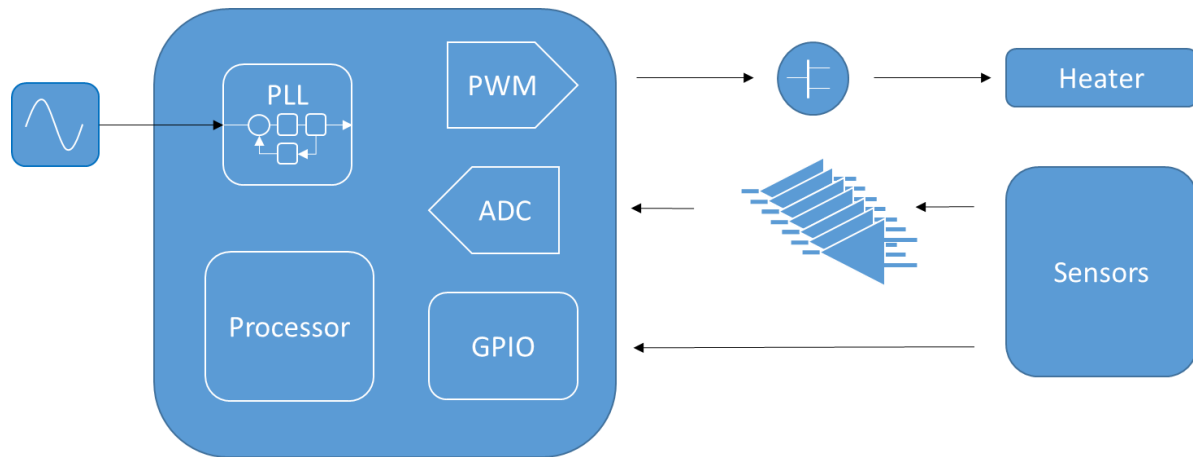 PLL
PWM
Heater
ADC
Sensors
Processor
GPIO